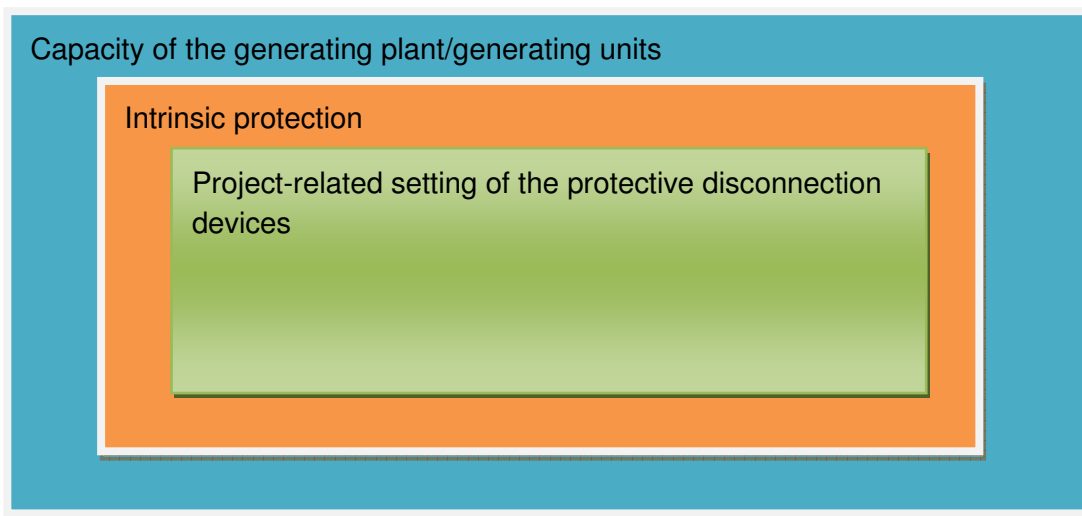 Capacity of the generating plant/generating units
Intrinsic protection
Project-related setting of the protective disconnection
devices